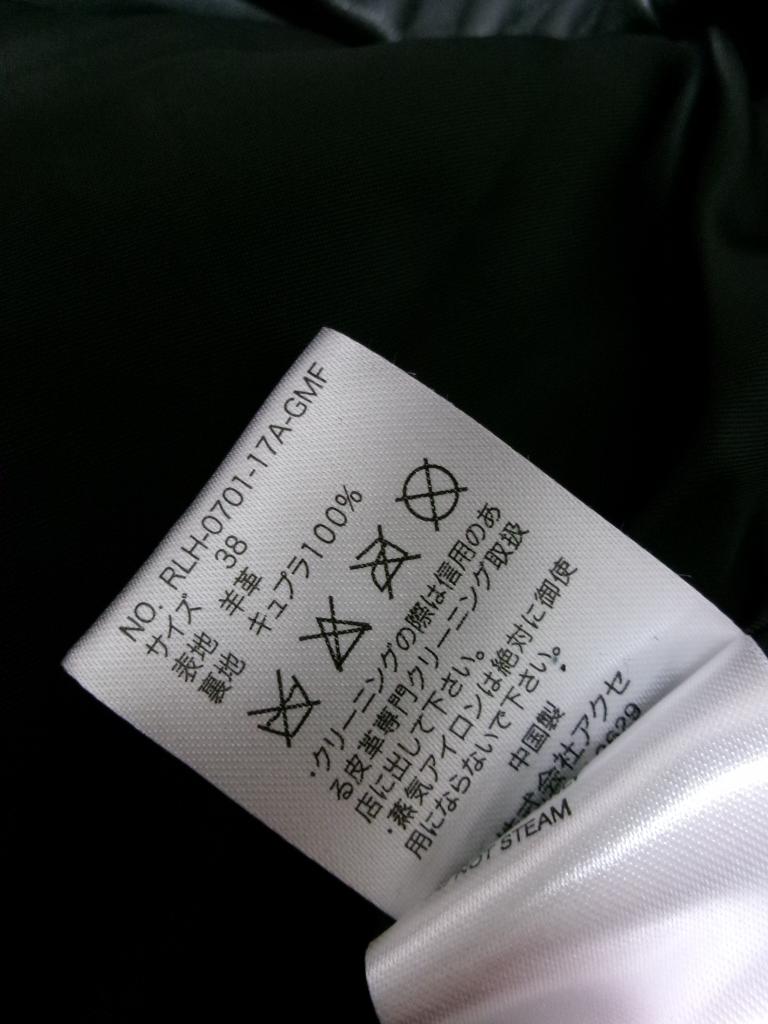 NO. RLH-0701-17A-GMF
サイズ 38
表地 羊革
裏地 キュプラ100%
・クリーニングの際は信用のあ
る皮革専門クリーニング取扱
店に出して下さい。
・蒸気アイロンは絶対に御使
用にならないで下さい。
中国製
式会社アクセ
0629
NOT STEAM